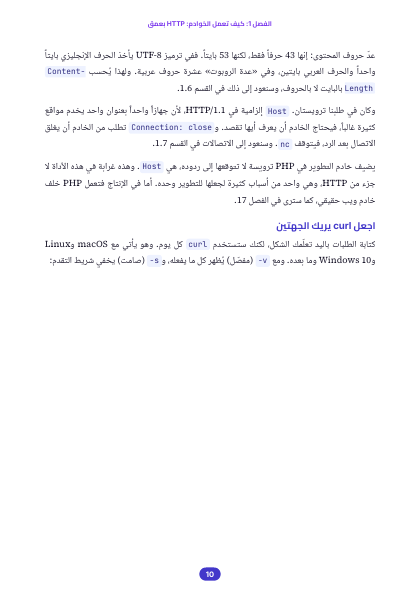 الفصل 1: كيف تعمل الخوادم: HTTP بعمق
عدّ حروف المحتوى: إنها 43 حرفاً فقط، لكنها 53 بايتاً. ففي ترميز UTF-8 يأخذ الحرف الإنجليزي بايتاً
واحداً والحرف العربي بايتين، وفي «عدة الروبوت» عشرة حروف عربية. ولهذا يُحسب Content-
Length بالبايت لا بالحروف، وسنعود إلى ذلك في القسم 1.6.
وكان في طلبنا ترويستان. Host إلزامية في HTTP/1.1، لأن جهازاً واحداً بعنوان واحد يخدم مواقع
كثيرة غالباً، فيحتاج الخادم أن يعرف أيها تقصد. و Connection: close تطلب من الخادم أن يغلق
الاتصال بعد الرد، فيتوقف nc . وسنعود إلى الاتصالات في القسم 1.7.
يضيف خادم التطوير في PHP ترويسة لا تتوقعها إلى ردوده، هي Host . وهذه غرابة في هذه الأداة لا
جزء من HTTP، وهي واحد من أسباب كثيرة لجعلها للتطوير وحده. أما في الإنتاج فتعمل PHP خلف
خادم ويب حقيقي، كما سترى في الفصل 17.
اجعل curl يريك الجهتين
كتابة الطلبات باليد تعلّمك الشكل، لكنك ستستخدم curl كل يوم. وهو يأتي مع macOS وLinux
وWindows 10 وما بعده. ومع -v (مفصّل) يُظهر كل ما يفعله، و -s (صامت) يخفي شريط التقدم:
10